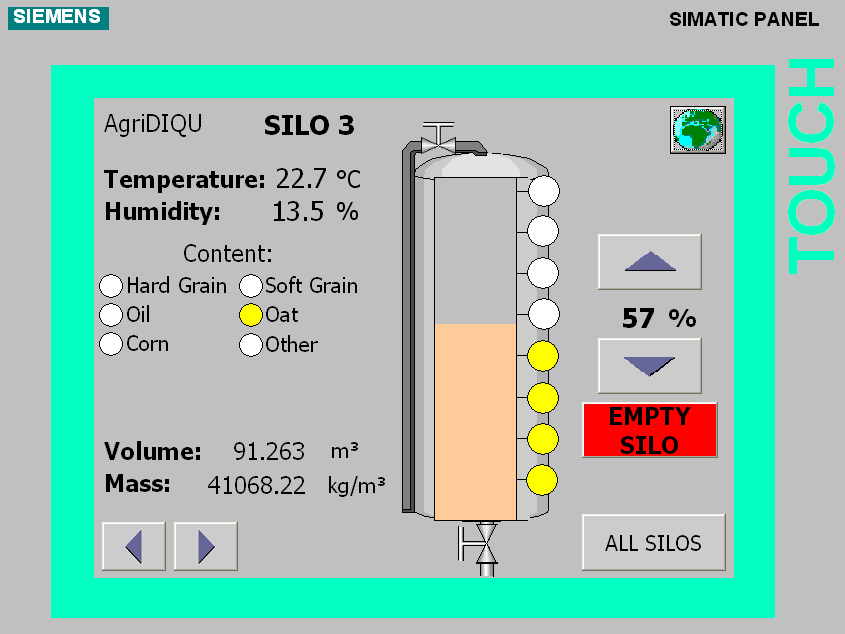 SIEMENS
SIMATIC PANEL
TOUCH
AgriDIQU
SILO 3
Temperature: 22.7 °C
Humidity: 13.5 %
Content:
Hard Grain
Soft Grain
Oil
Oat
Corn
Other
57 %
EMPTY
SILO
Volume: 91.263 m³
Mass: 41068.22 kg/m³
ALL SILOS